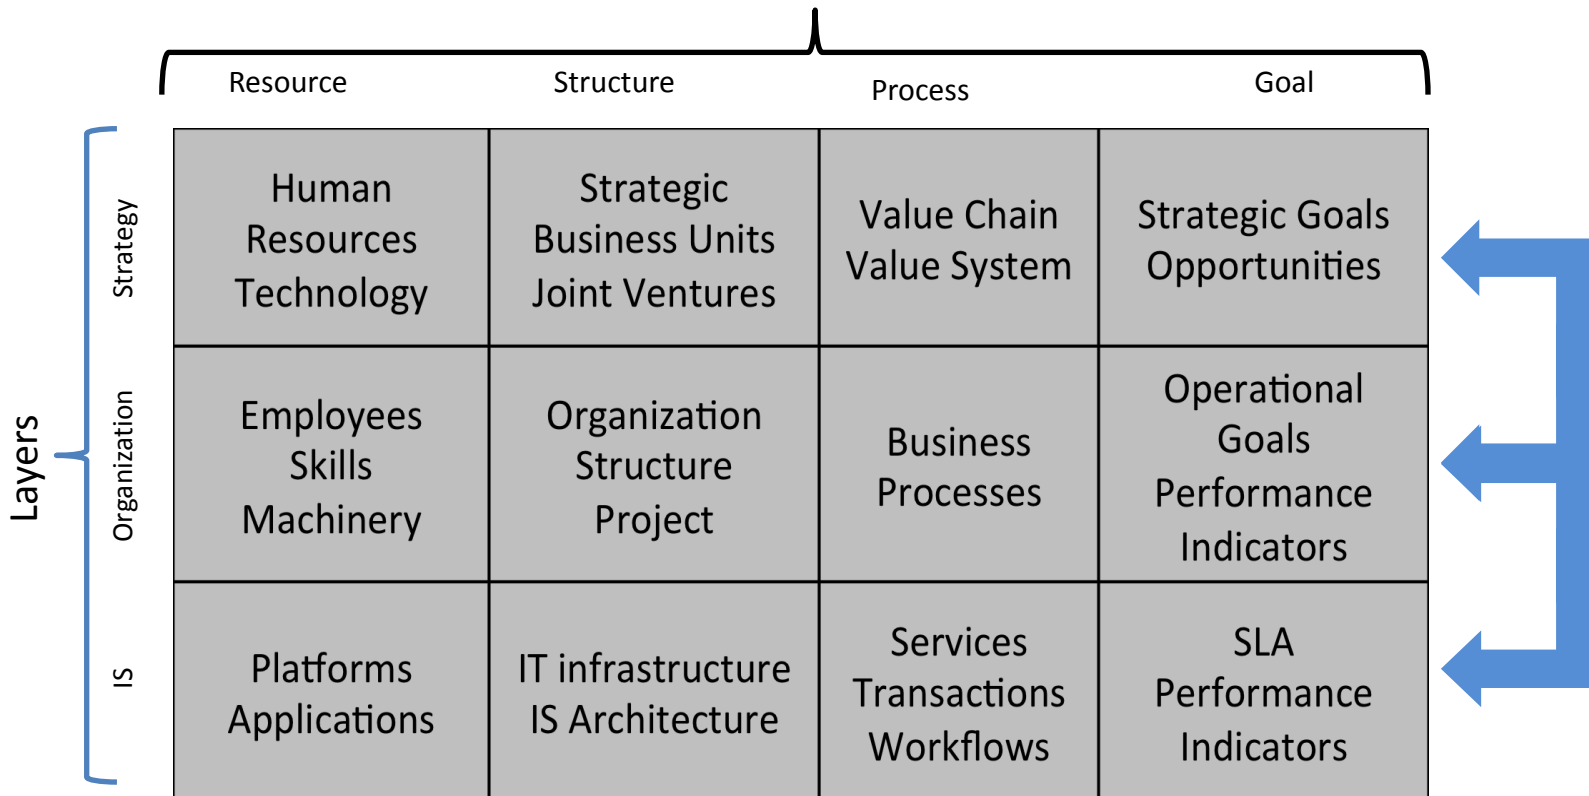 Resource
Structure
Process
Goal
Layers
Strategy
Human
Resources
Technology
Strategic
Business Units
Joint Ventures
Value Chain
Value System
Strategic Goals
Opportunities
Organization
Employees
Skills
Machinery
Organization
Structure
Project
Business
Processes
Operational
Goals
Performance
Indicators
IS
Platforms
Applications
IT infrastructure
IS Architecture
Services
Transactions
Workflows
SLA
Performance
Indicators